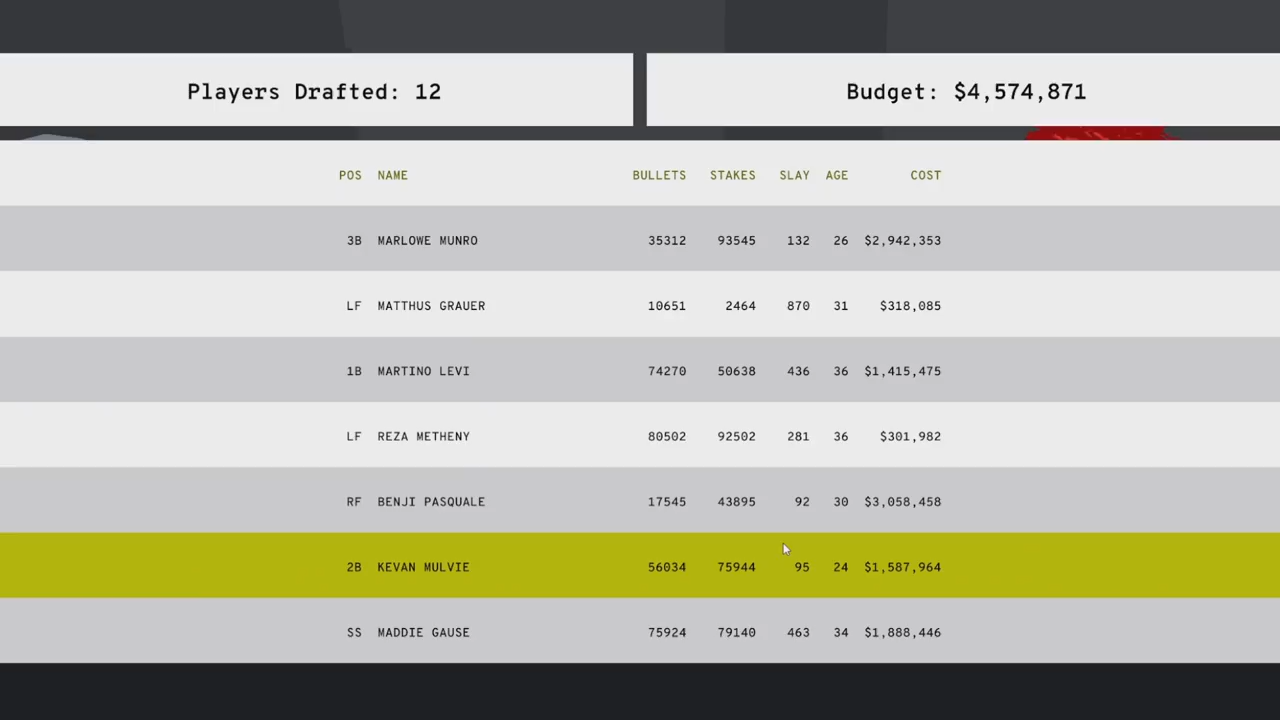 Players Drafted: 12
Budget: $4,574,871
POS NAME BULLETS STAKES SLAY AGE COST
3B MARLOWE MUNRO 35312 93545 132 26 $2,942,353
LF MATTHUS GRAUER 10651 2464 870 31 $318,085
1B MARTINO LEVI 74270 50638 436 36 $1,415,475
LF REZA METHENY 80502 92502 281 36 $301,982
RF BENJI PASQUALE 17545 43895 92 30 $3,058,458
2B KEVAN MULVIE 56034 75944 95 24 $1,587,964
SS MADDIE GAUSE 75924 79140 463 34 $1,888,446